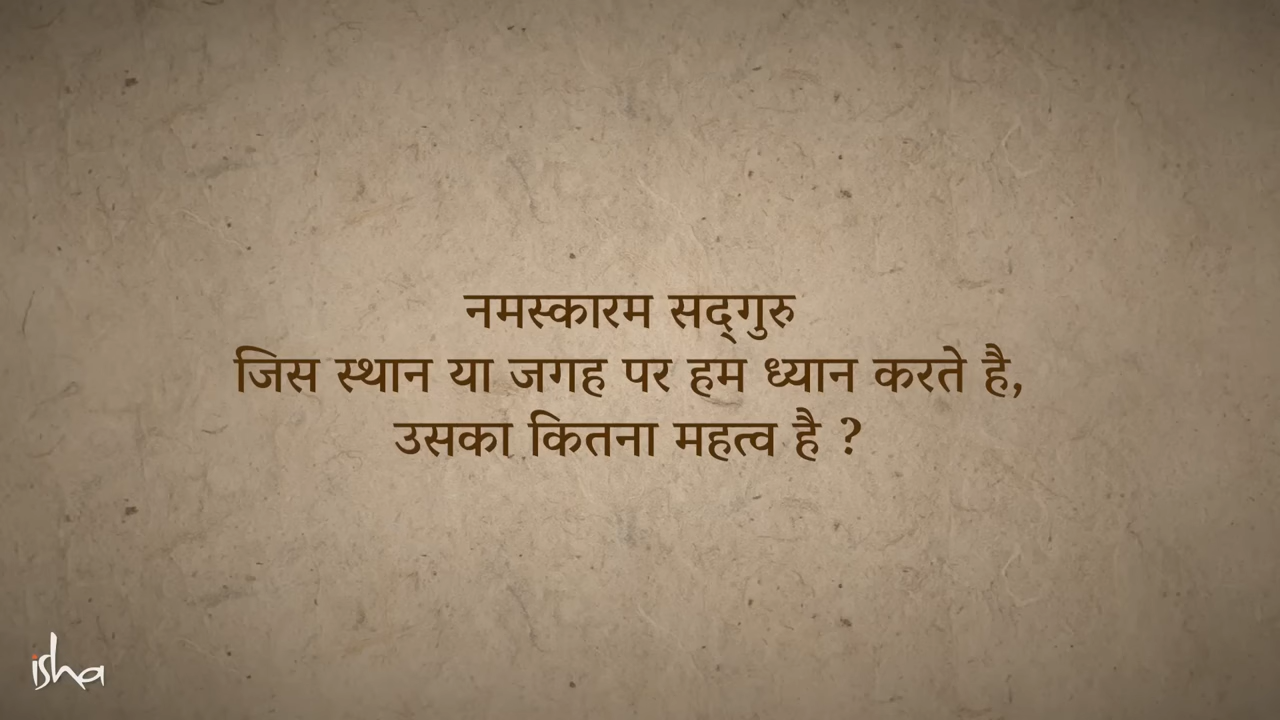 नमस्कारम सद्‌गुरु
जिस स्थान या जगह पर हम ध्यान करते है,
उसका कितना महत्व है ?
isha